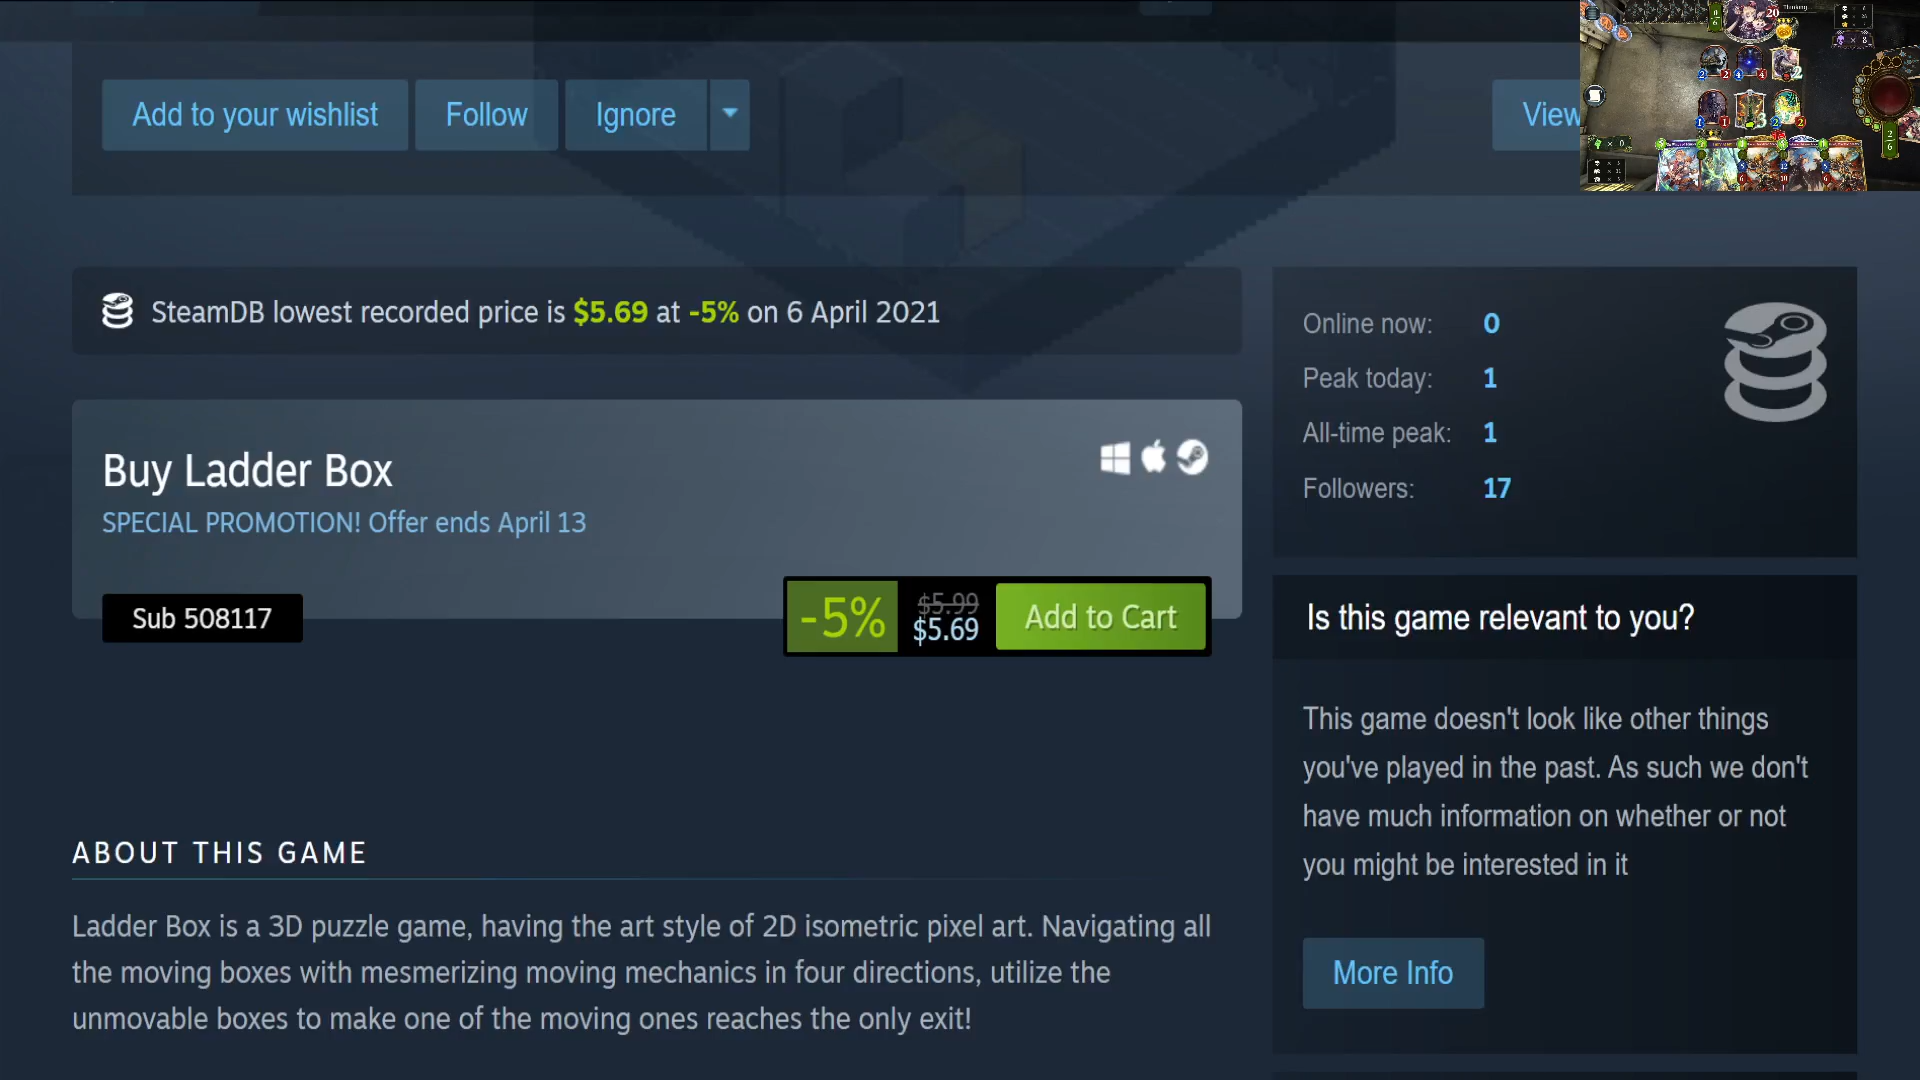 Add to your wishlist
Follow
Ignore
View
SteamDB lowest recorded price is $5.69 at -5% on 6 April 2021
Online now: 0
Peak today: 1
All-time peak: 1
Followers: 17
Buy Ladder Box
SPECIAL PROMOTION! Offer ends April 13
Sub 508117
-5%
$5.99
$5.69
Add to Cart
Is this game relevant to you?
This game doesn't look like other things
you've played in the past. As such we don't
have much information on whether or not
you might be interested in it
More Info
ABOUT THIS GAME
Ladder Box is a 3D puzzle game, having the art style of 2D isometric pixel art. Navigating all
the moving boxes with mesmerizing moving mechanics in four directions, utilize the
unmovable boxes to make one of the moving ones reaches the only exit!
20
Thinking